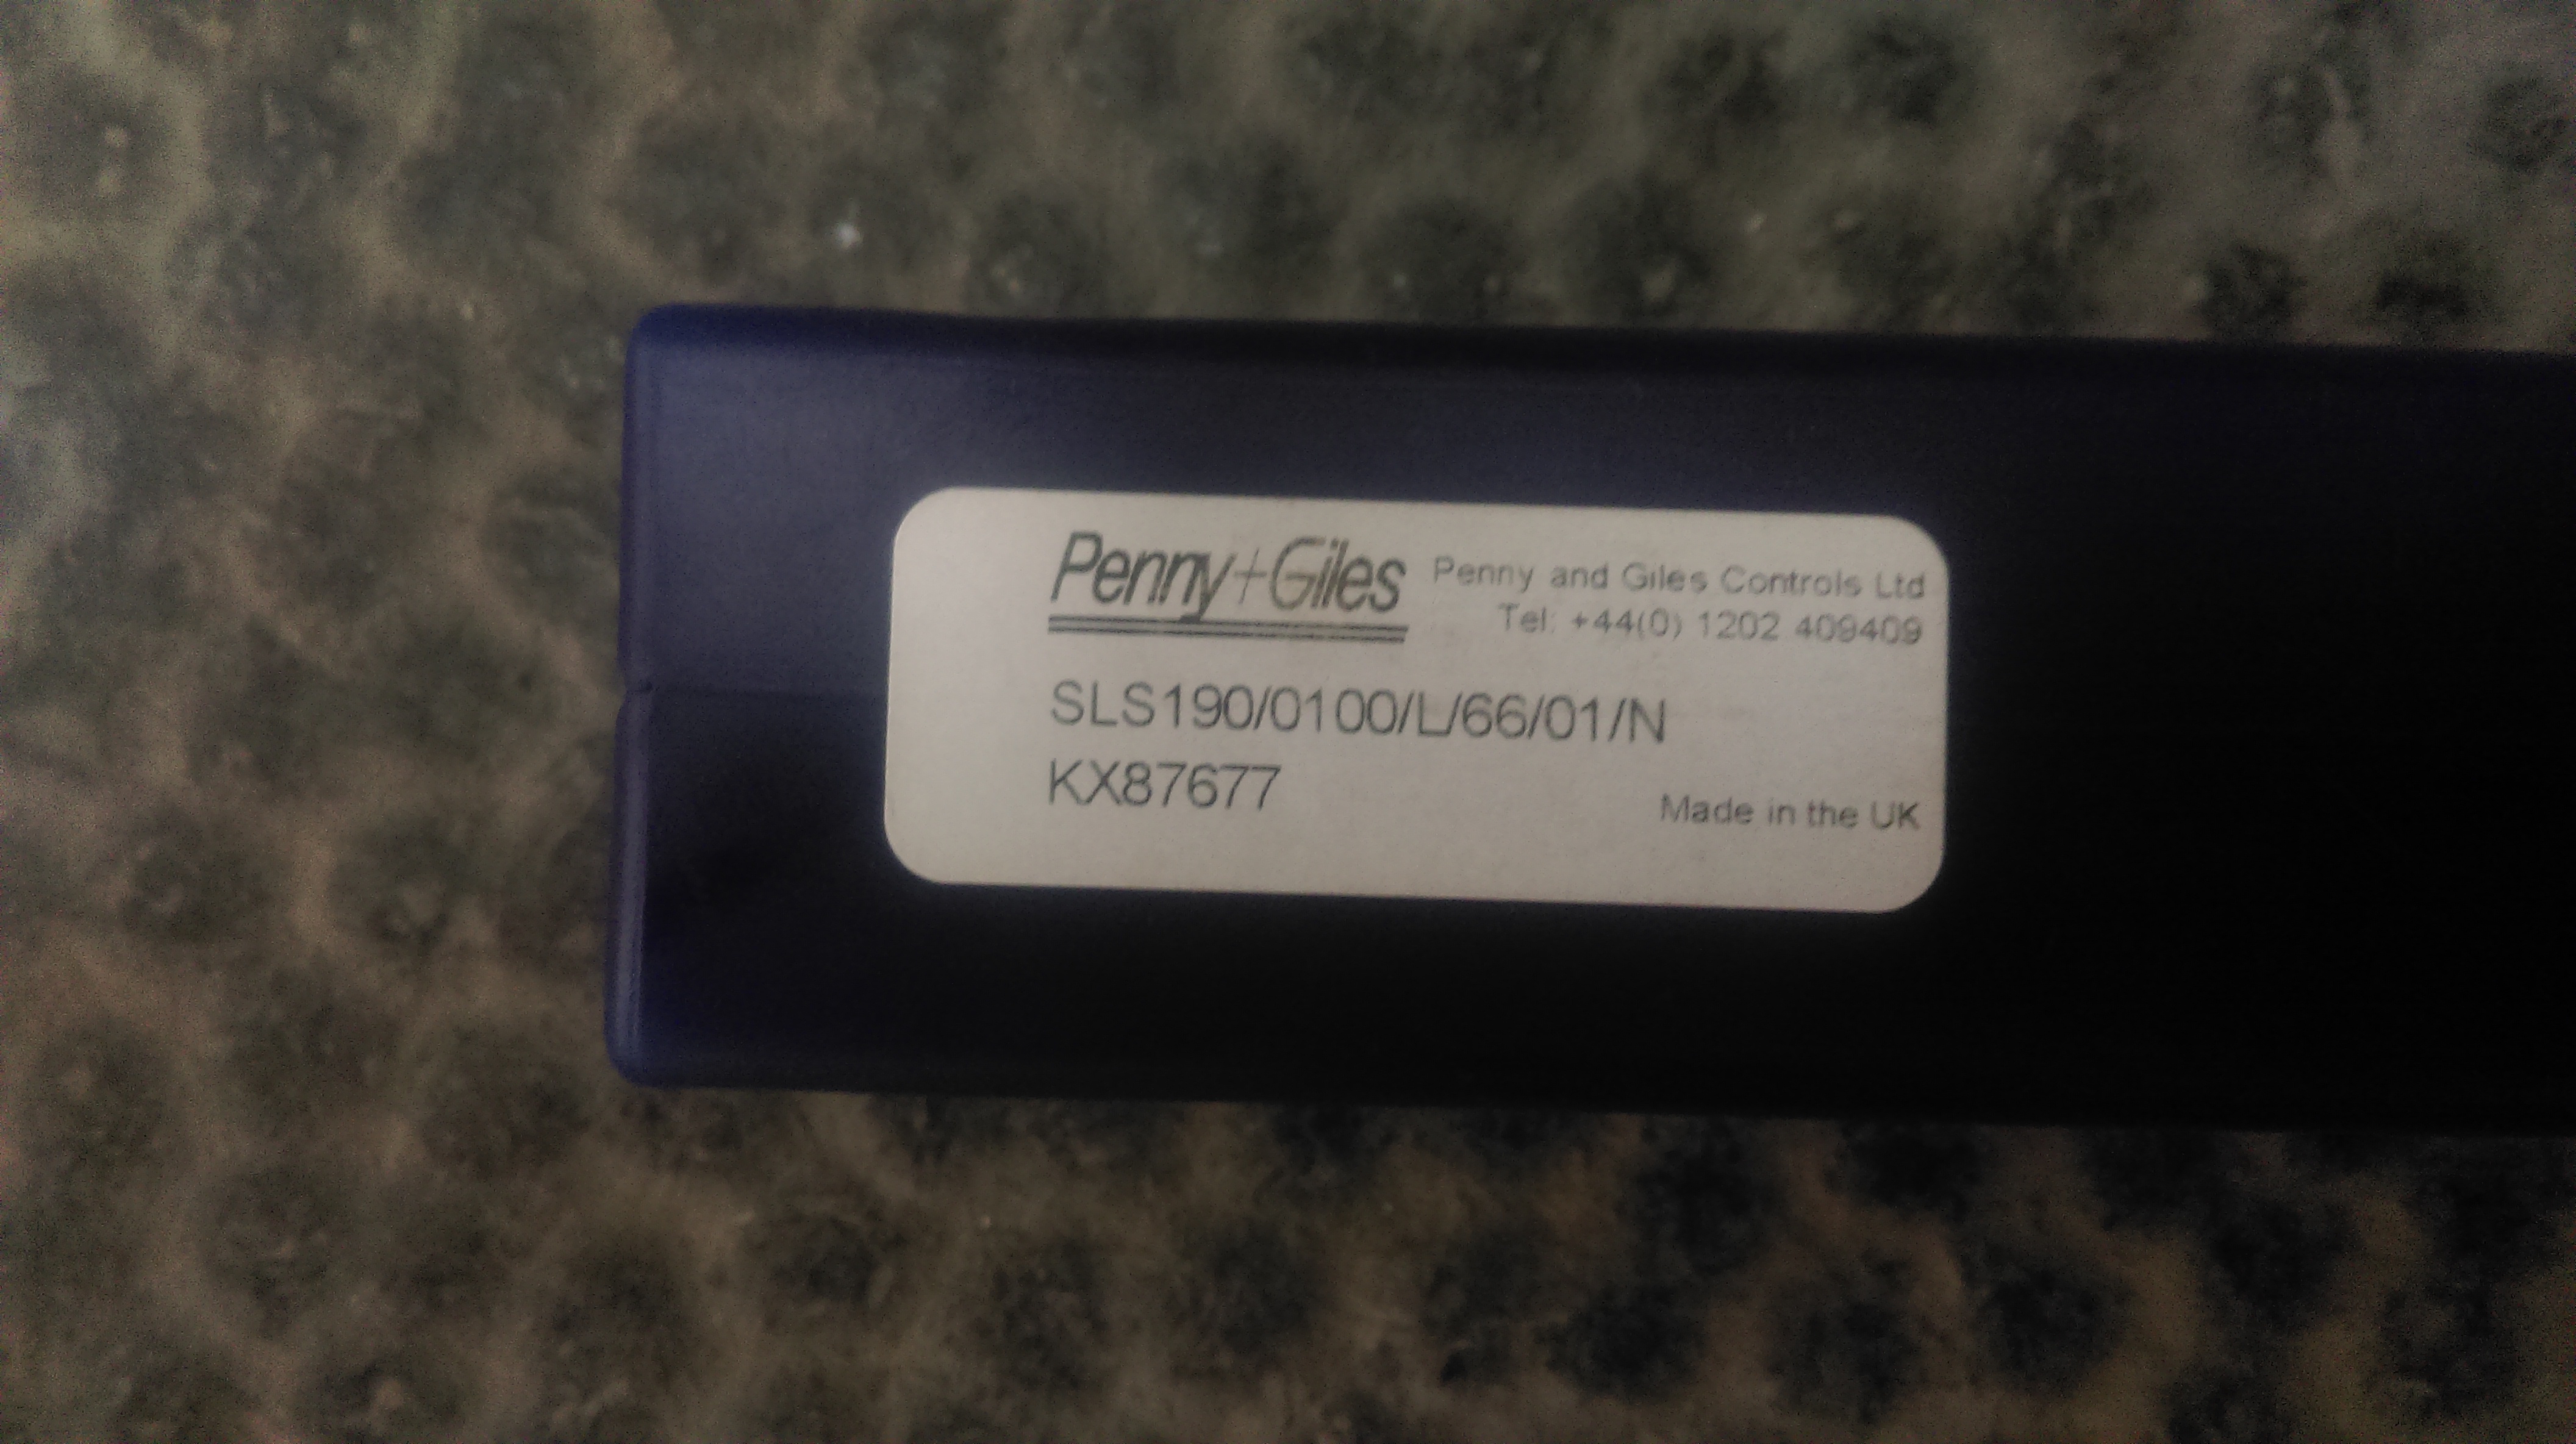 Penny+Giles
Penny and Giles Controls Ltd
Tel: +44(0) 1202 409409
SLS190/0100/L/66/01/N
KX87677
Made in the UK